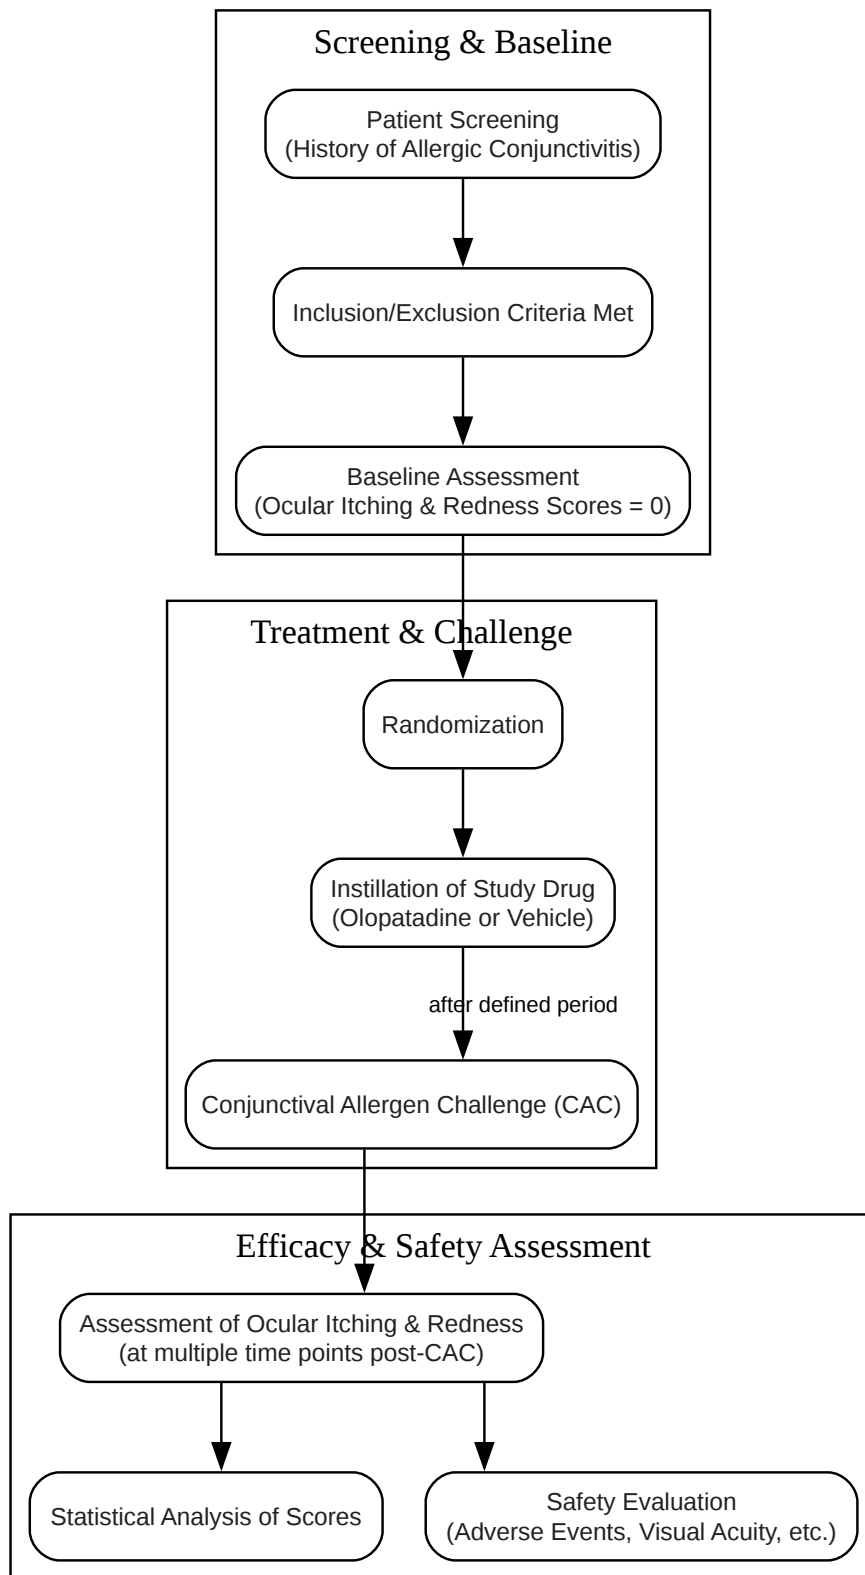 Screening & Baseline
Patient Screening
(History of Allergic Conjunctivitis)
Inclusion/Exclusion Criteria Met
Baseline Assessment
(Ocular Itching & Redness Scores = 0)
Treatment & Challenge
Randomization
Instillation of Study Drug
(Olopatadine or Vehicle)
after defined period
Conjunctival Allergen Challenge (CAC)
Efficacy & Safety Assessment
Assessment of Ocular Itching & Redness
(at multiple time points post-CAC)
Statistical Analysis of Scores
Safety Evaluation
(Adverse Events, Visual Acuity, etc.)